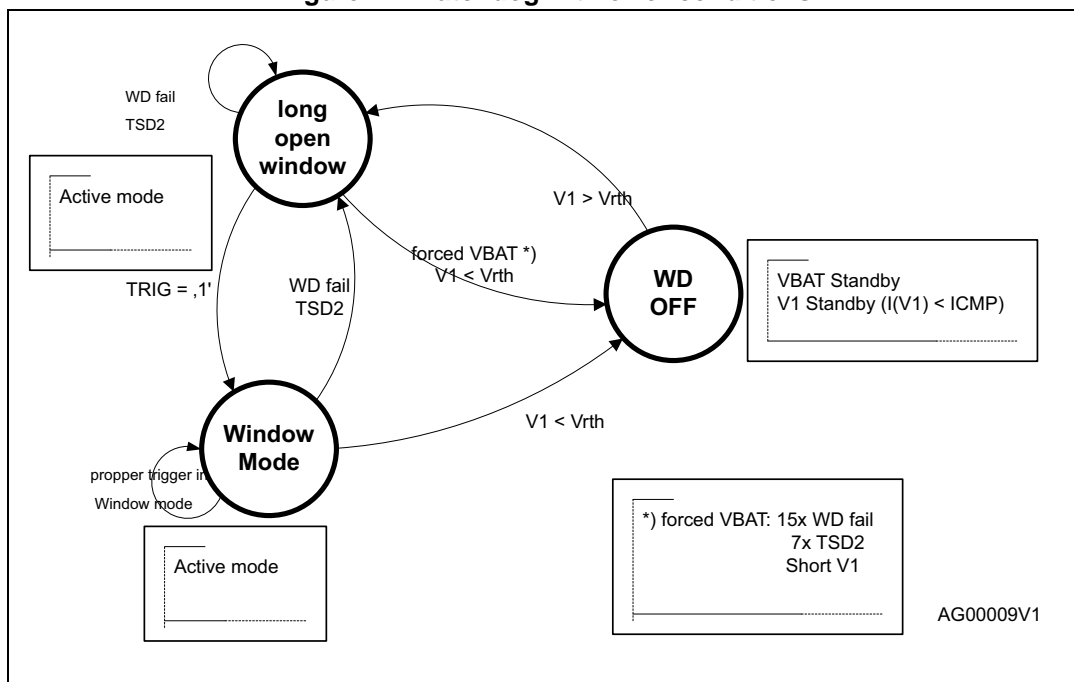 WD fail
TSD2
long
open
window
Active mode
V1 > Vrth
forced VBAT *)
V1 < Vrth
WD
OFF
VBAT Standby
V1 Standby (I(V1) < ICMP)
TRIG = ‚1'
WD fail
TSD2
V1 < Vrth
Window
Mode
propper trigger in
Window mode
Active mode
*) forced VBAT: 15x WD fail
7x TSD2
Short V1
AG00009V1